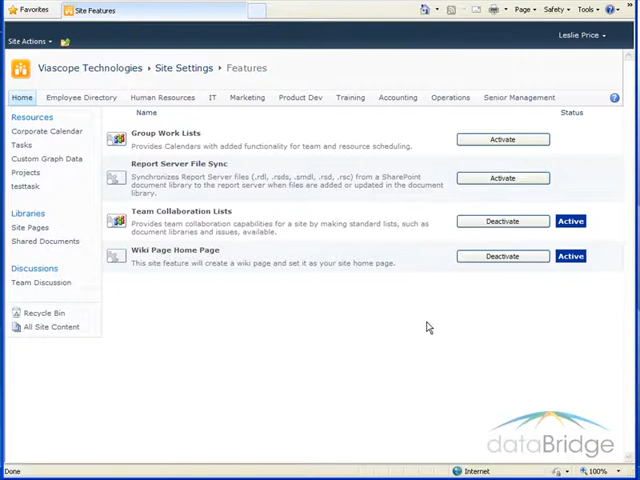 Favorites
Site Features
Page
Safety
Tools
Site Actions
Leslie Price
Viascope Technologies
Site Settings
Features
Home
Employee Directory
Human Resources
IT
Marketing
Product Dev
Training
Accounting
Operations
Senior Management
Resources
Corporate Calendar
Tasks
Custom Graph Data
Projects
testtask
Libraries
Site Pages
Shared Documents
Discussions
Team Discussion
Recycle Bin
All Site Content
Name
Status
Group Work Lists
Provides Calendars with added functionality for team and resource scheduling.
Activate
Report Server File Sync
Synchronizes Report Server files (.rdl, .rsds, .smdl, .rsd, .rsc) from a SharePoint
document library to the report server when files are added or updated in the document
library.
Activate
Team Collaboration Lists
Provides team collaboration capabilities for a site by making standard lists, such as
document libraries and issues, available.
Deactivate
Active
Wiki Page Home Page
This site feature will create a wiki page and set it as your site home page.
Deactivate
Active
dataBridge
Done
Internet
100%